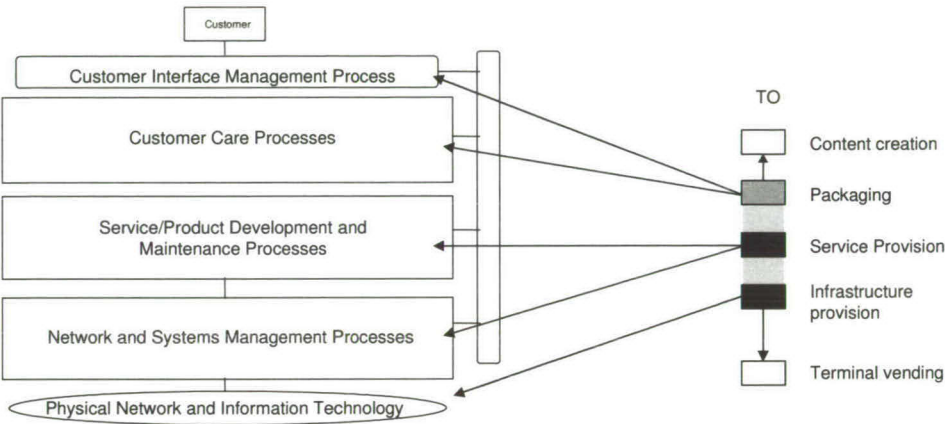 Customer
Customer Interface Management Process
Customer Care Processes
Service/Product Development and
Maintenance Processes
Network and Systems Management Processes
Physical Network and Information Technology
TO
Content creation
Packaging
Service Provision
Infrastructure
provision
Terminal vending